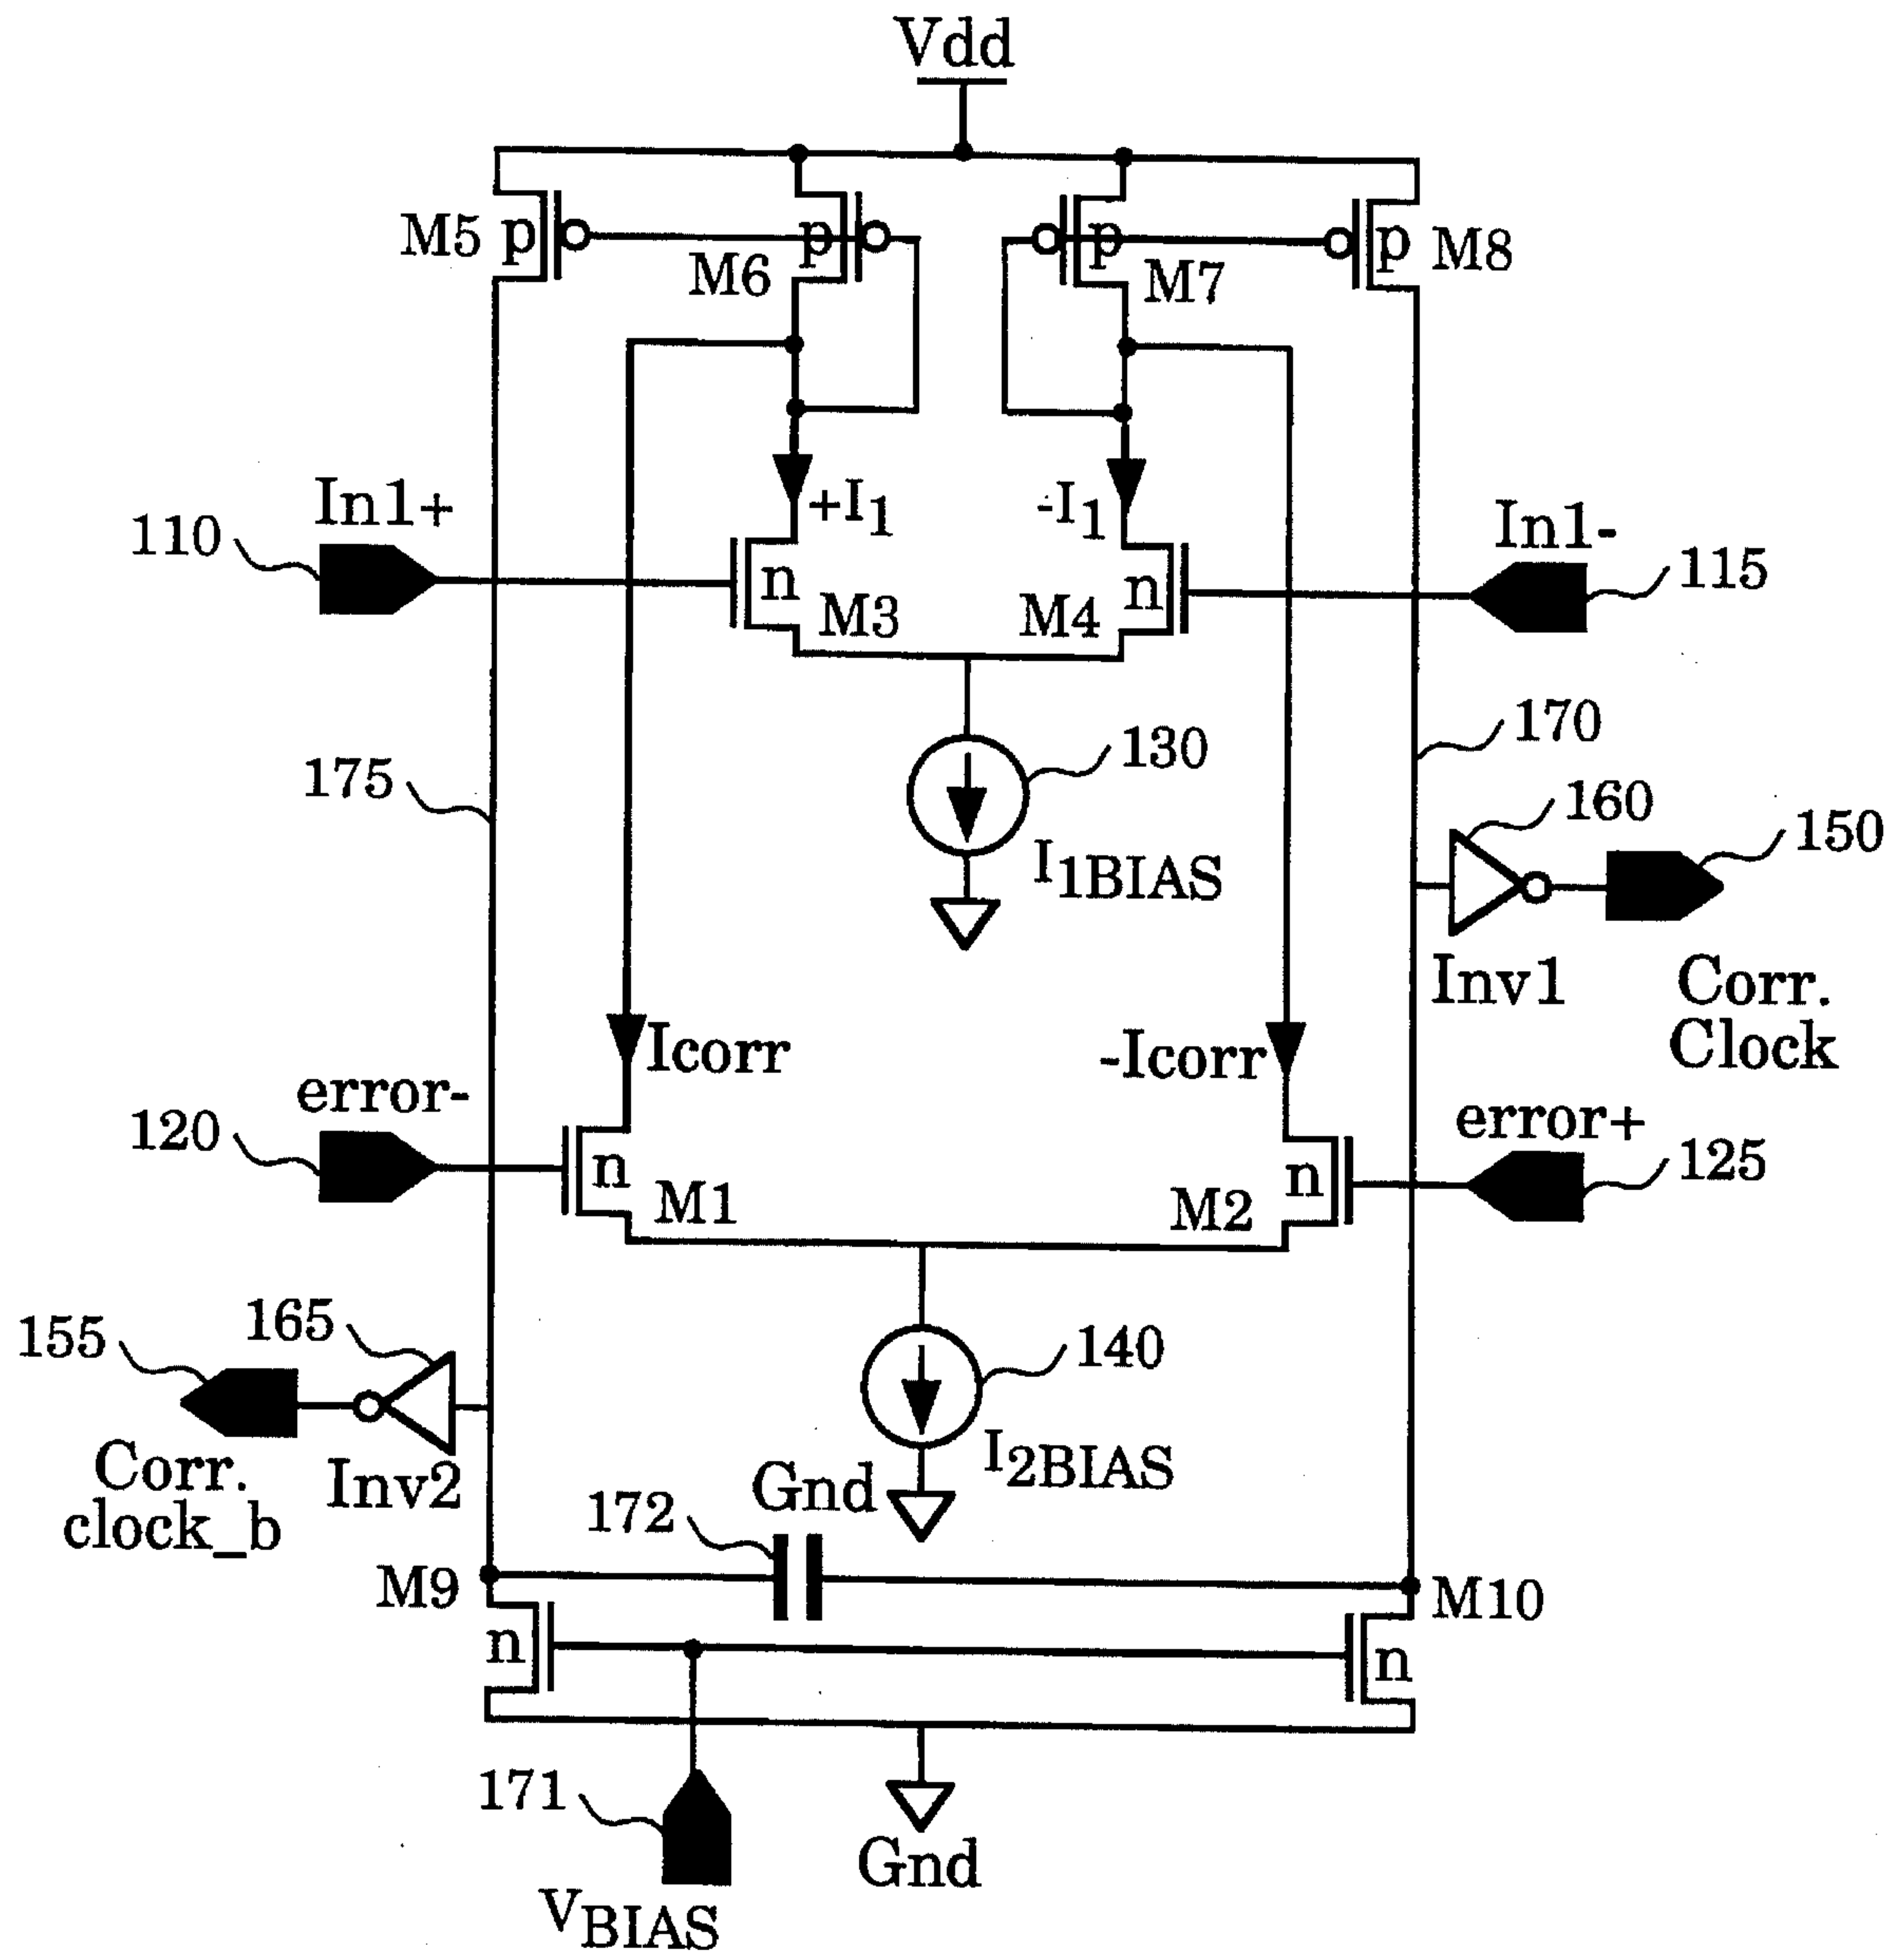 Vdd
M5
p
p
M6
p
M7
p
M8
In1+
110
+I1
-I1
In1-
115
n
M3
M4
n
175
130
I1BIAS
170
160
150
Inv1
Corr.
Clock
Icorr
-Icorr
error-
120
error+
125
n
M1
M2
n
155
165
140
I2BIAS
Corr.
clock_b
Inv2
172
Gnd
M9
M10
n
n
171
Gnd
VBIAS